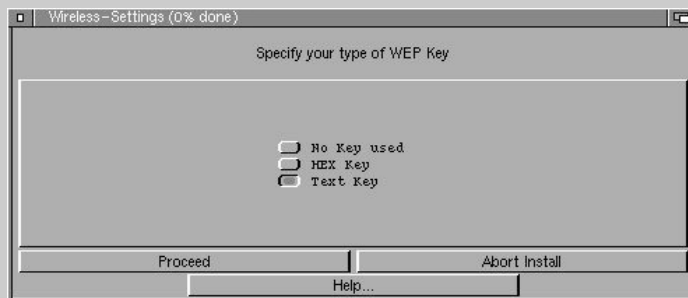 Wireless-Settings (0% done)
Specify your type of WEP Key
No Key used
HEX Key
Text Key
Proceed
Abort Install
Help...